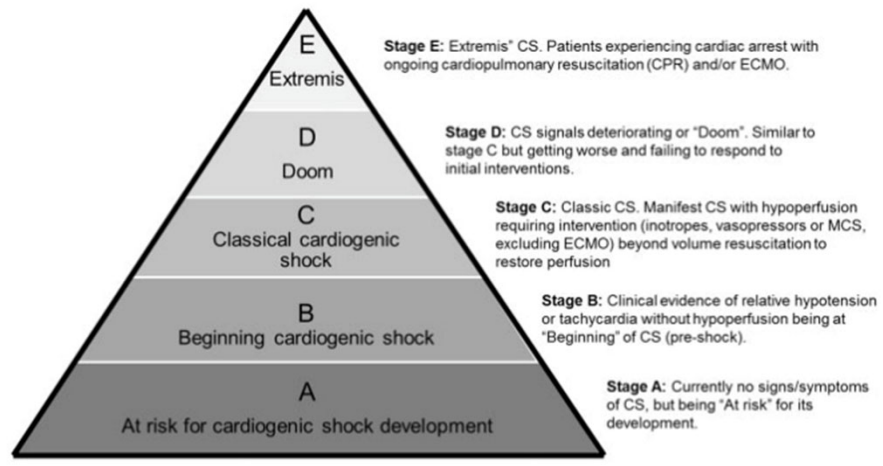 E
Extremis
Stage E: Extremis" CS. Patients experiencing cardiac arrest with
ongoing cardiopulmonary resuscitation (CPR) and/or ECMO.
D
Doom
Stage D: CS signals deteriorating or "Doom". Similar to
stage C but getting worse and failing to respond to
initial interventions.
C
Classical cardiogenic
shock
Stage C: Classic CS. Manifest CS with hypoperfusion
requiring intervention (inotropes, vasopressors or MCS,
excluding ECMO) beyond volume resuscitation to
restore perfusion
B
Beginning cardiogenic shock
Stage B: Clinical evidence of relative hypotension
or tachycardia without hypoperfusion being at
"Beginning" of CS (pre-shock).
A
At risk for cardiogenic shock development
Stage A: Currently no signs/symptoms
of CS, but being "At risk" for its
development.